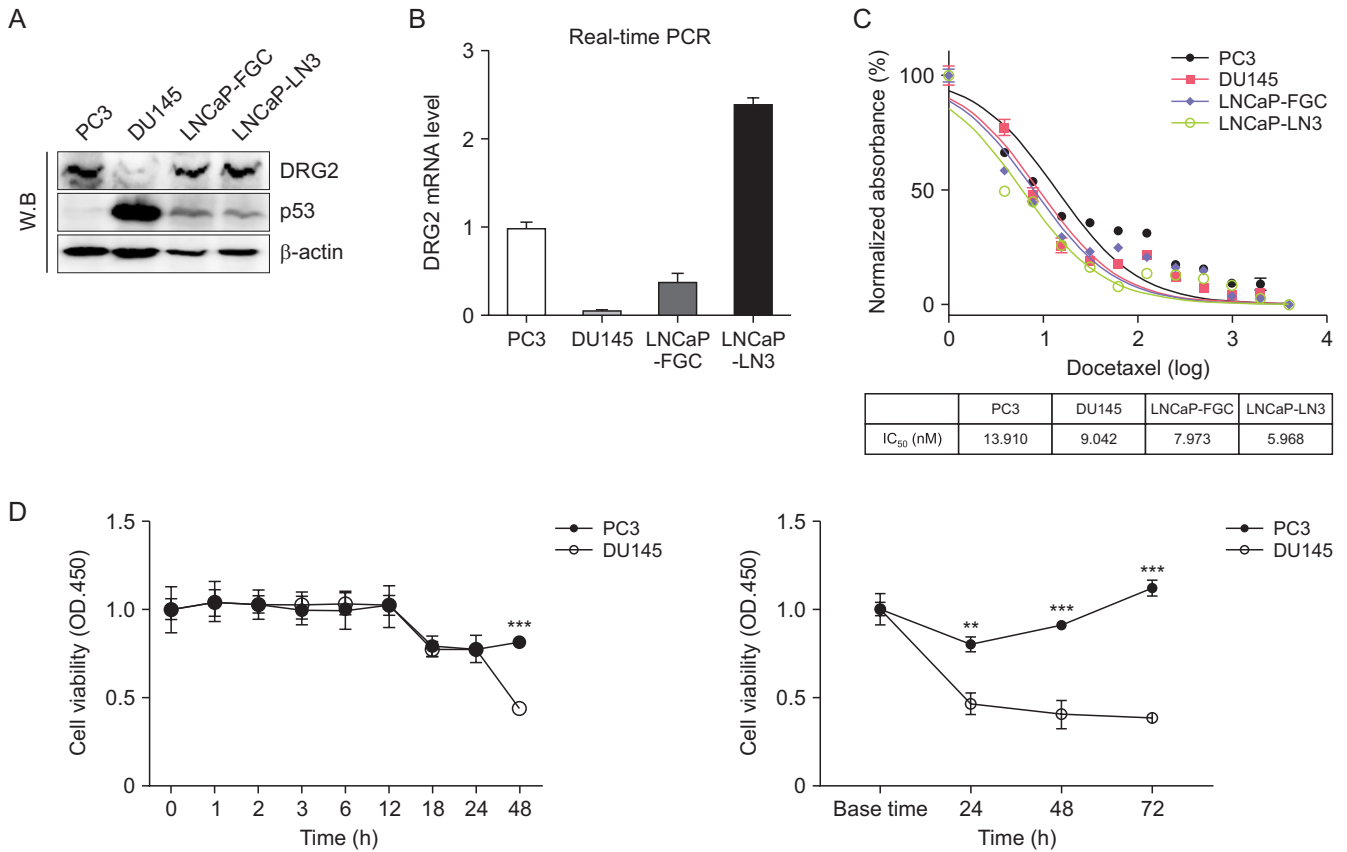 A
PC3
DU145
LNCaP-FGC
LNCaP-LN3
W.B
DRG2
p53
β-actin
B
Real-time PCR
DRG2 mRNA level
3
2
1
0
PC3
DU145
LNCaP
-FGC
LNCaP
-LN3
C
Normalized absorbance (%)
100
50
0
PC3
DU145
LNCaP-FGC
LNCaP-LN3
0 1 2 3 4
Docetaxel (log)
PC3 DU145 LNCaP-FGC LNCaP-LN3
IC50 (nM) 13.910 9.042 7.973 5.968
D
Cell viability (OD.450)
1.5
1.0
0.5
0
PC3
DU145
***
0 1 2 3 6 12 18 24 48
Time (h)
Cell viability (OD.450)
1.5
1.0
0.5
0
PC3
DU145
**
***
***
Base time 24 48 72
Time (h)